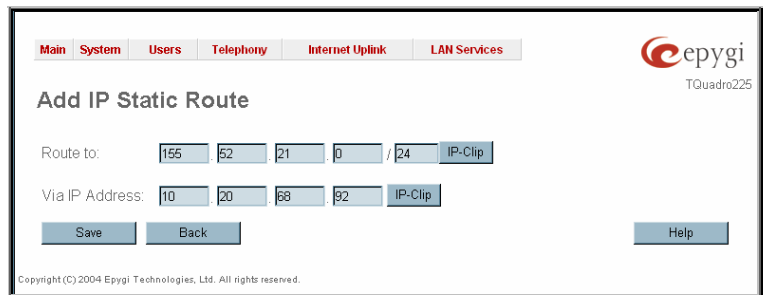 Main System Users Telephony Internet Uplink LAN Services
epygi
TQuadro225
Add IP Static Route
Route to: 155 . 52 . 21 . 0 / 24 IP-Clip
Via IP Address: 10 . 20 . 68 . 92 IP-Clip
Save Back Help
Copyright (C) 2004 Epygi Technologies, Ltd. All rights reserved.